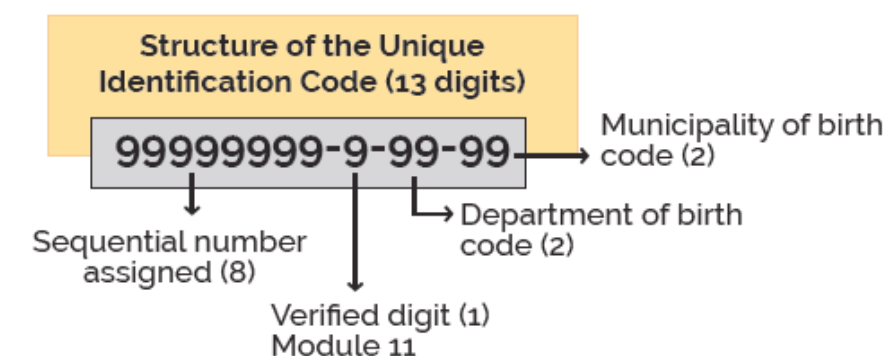 Structure of the Unique
Identification Code (13 digits)
99999999-9-99-99
Municipality of birth
code (2)
Department of birth
code (2)
Sequential number
assigned (8)
Verified digit (1)
Module 11